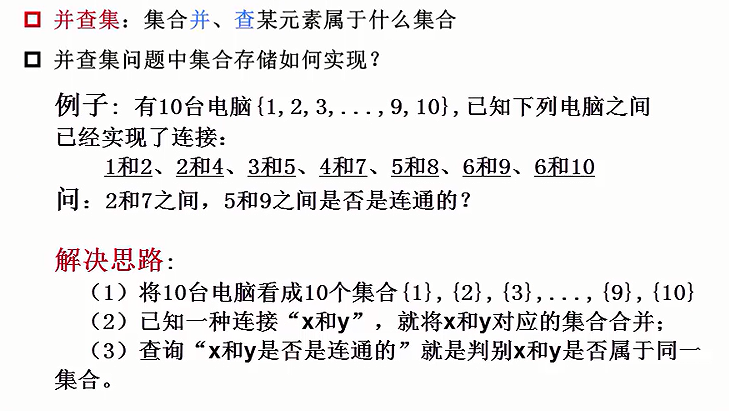 并查集：集合并、查某元素属于什么集合
并查集问题中集合存储如何实现？
例子：有10台电脑{1,2,3,...,9,10},已知下列电脑之间
已经实现了连接：
1和2、2和4、3和5、4和7、5和8、6和9、6和10
问：2和7之间，5和9之间是否是连通的？
解决思路：
（1）将10台电脑看成10个集合{1},{2},{3},...,{9},{10}
（2）已知一种连接“x和y”，就将x和y对应的集合合并；
（3）查询“x和y是否是连通的”就是判别x和y是否属于同一
集合。